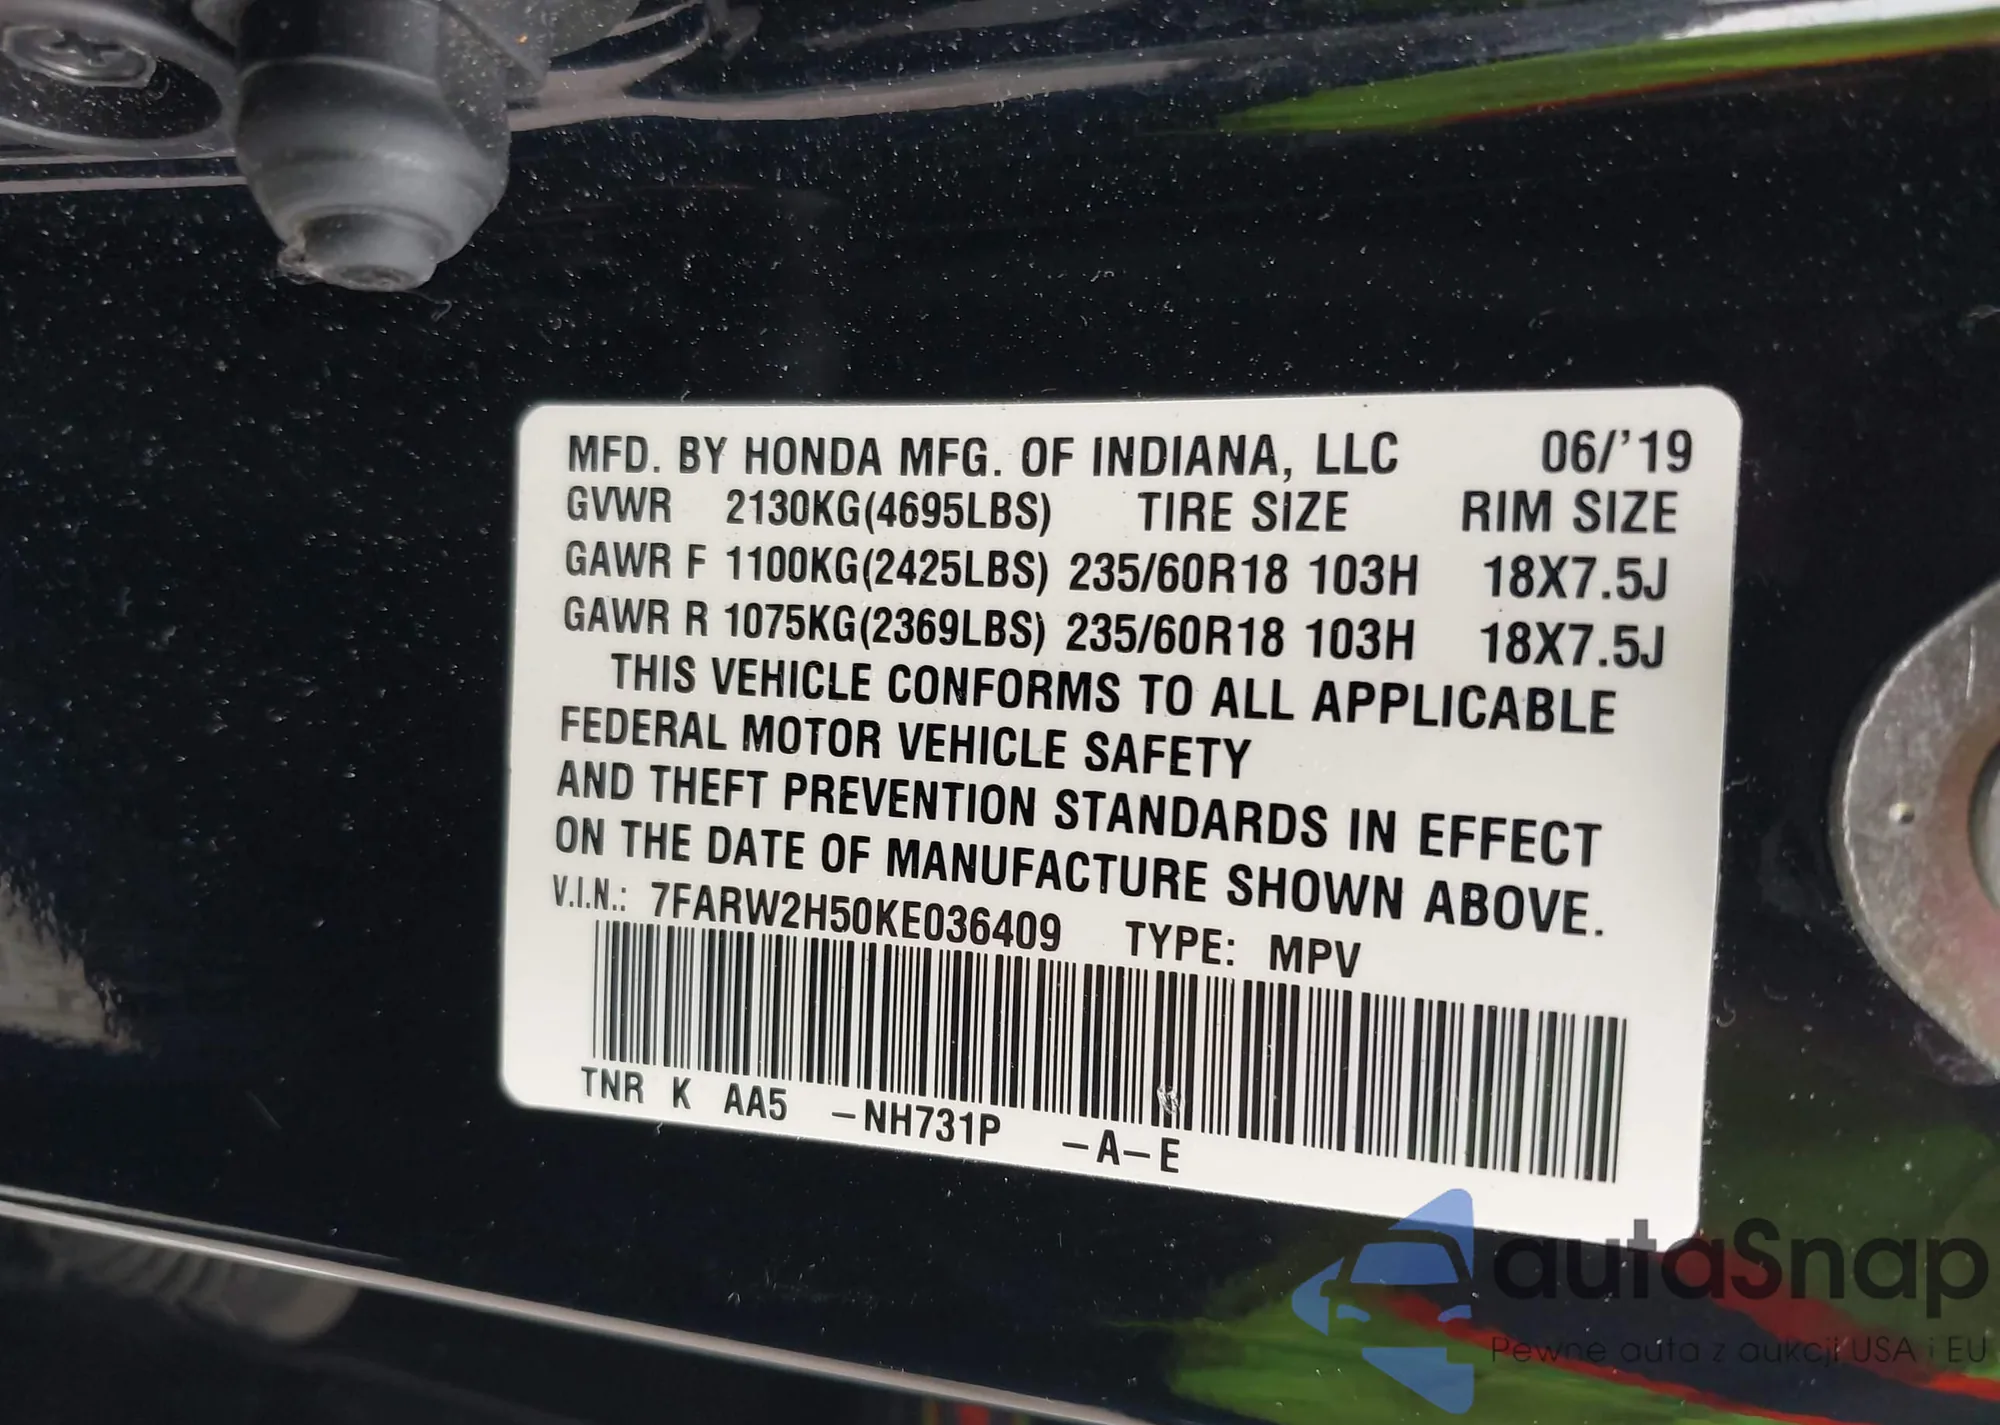 MFD. BY HONDA MFG. OF INDIANA, LLC 06/'19
GVWR 2130KG(4695LBS) TIRE SIZE RIM SIZE
GAWR F 1100KG(2425LBS) 235/60R18 103H 18X7.5J
GAWR R 1075KG(2369LBS) 235/60R18 103H 18X7.5J
THIS VEHICLE CONFORMS TO ALL APPLICABLE
FEDERAL MOTOR VEHICLE SAFETY
AND THEFT PREVENTION STANDARDS IN EFFECT
ON THE DATE OF MANUFACTURE SHOWN ABOVE.
V.I.N.: 7FARW2H50KE036409 TYPE: MPV
TNR K AA5 -NH731P -A-E
autaSnap
Pewne auta z aukcji USA i EU